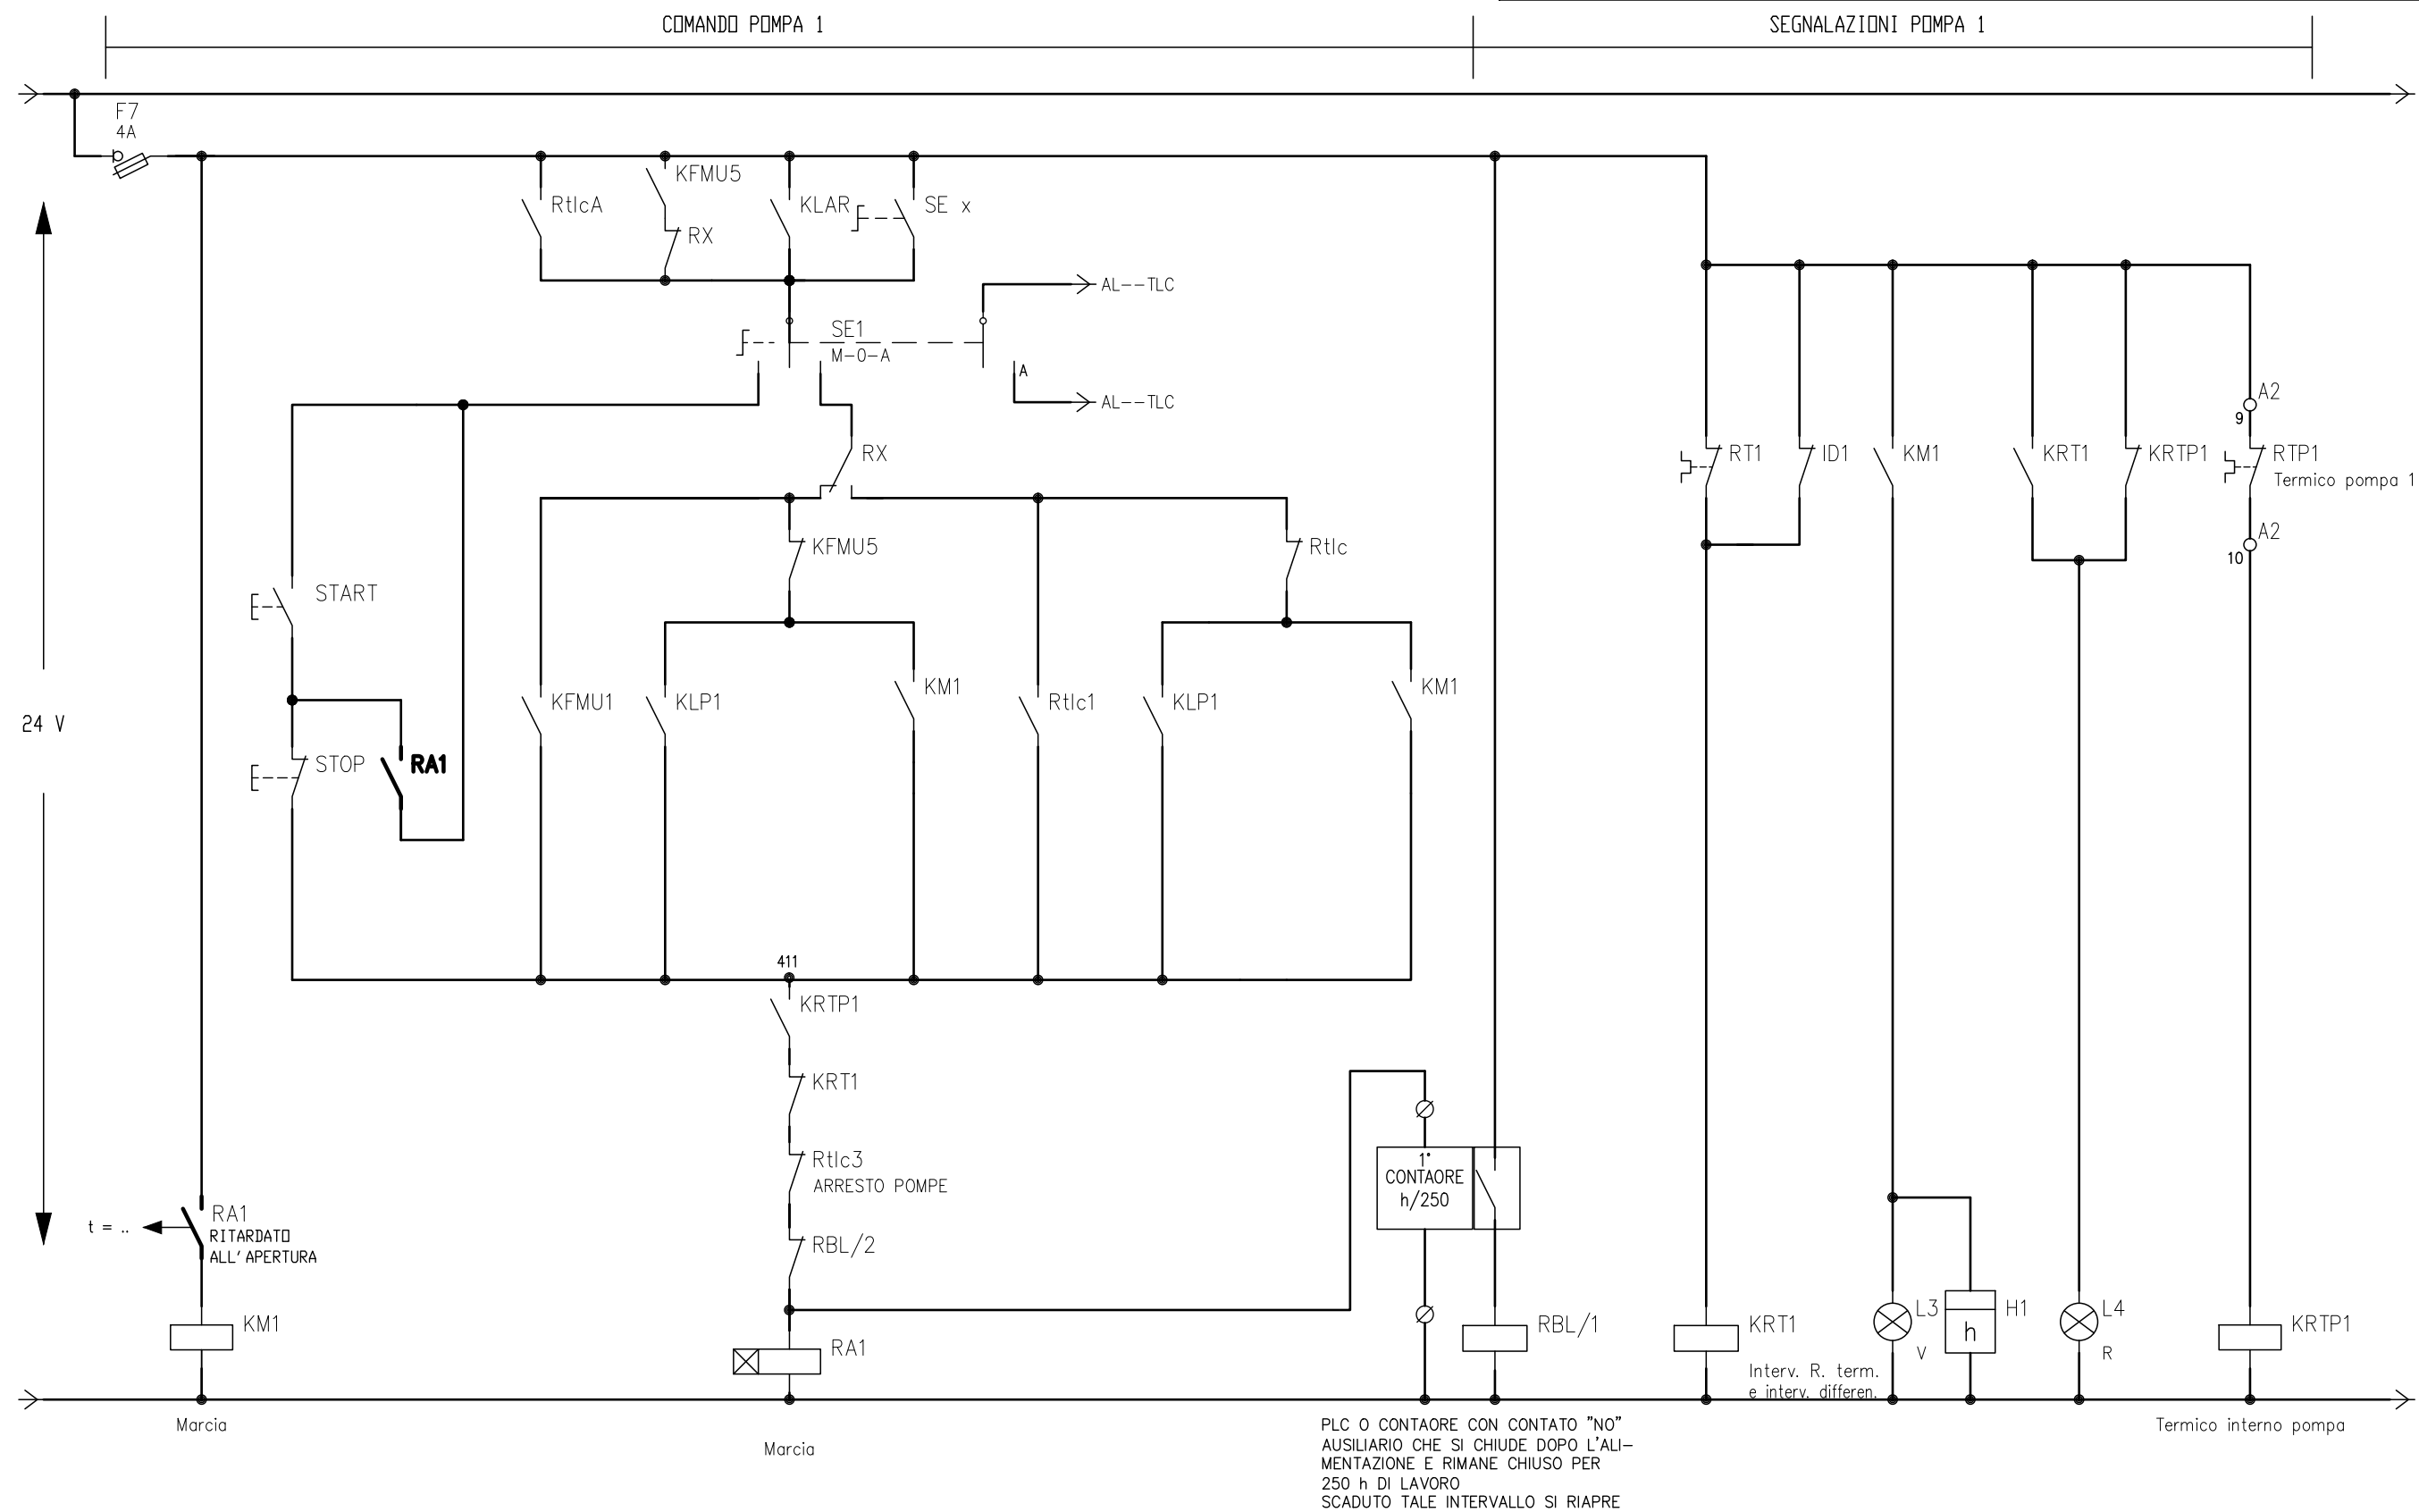 COMANDO POMPA 1
SEGNALAZIONI POMPA 1
F7
4A
KFMU5
RtlcA
KLAR
SE x
RX
AL--TLC
SE1
M-O-A
A
AL--TLC
A2
9
RX
RT1
ID1
KM1
KRT1
KRTP1
RTP1
Termico pompa 1
KFMU5
Rtlc
A2
10
START
KM1
KM1
KFMU1
KLP1
Rtlc1
KLP1
24 V
STOP
RA1
411
KRTP1
KRT1
Rtlc3
ARRESTO POMPE
1°
CONTAORE
h/250
RA1
t = ..
RITARDATO
ALL' APERTURA
RBL/2
KM1
RA1
RBL/1
KRT1
L3
V
H1
h
L4
R
KRTP1
Interv. R. term.
e interv. differen.
Marcia
Marcia
Termico interno pompa
PLC O CONTAORE CON CONTATO "NO"
AUSILIARIO CHE SI CHIUDE DOPO L'ALI-
MENTAZIONE E RIMANE CHIUSO PER
250 h DI LAVORO
SCADUTO TALE INTERVALLO SI RIAPRE